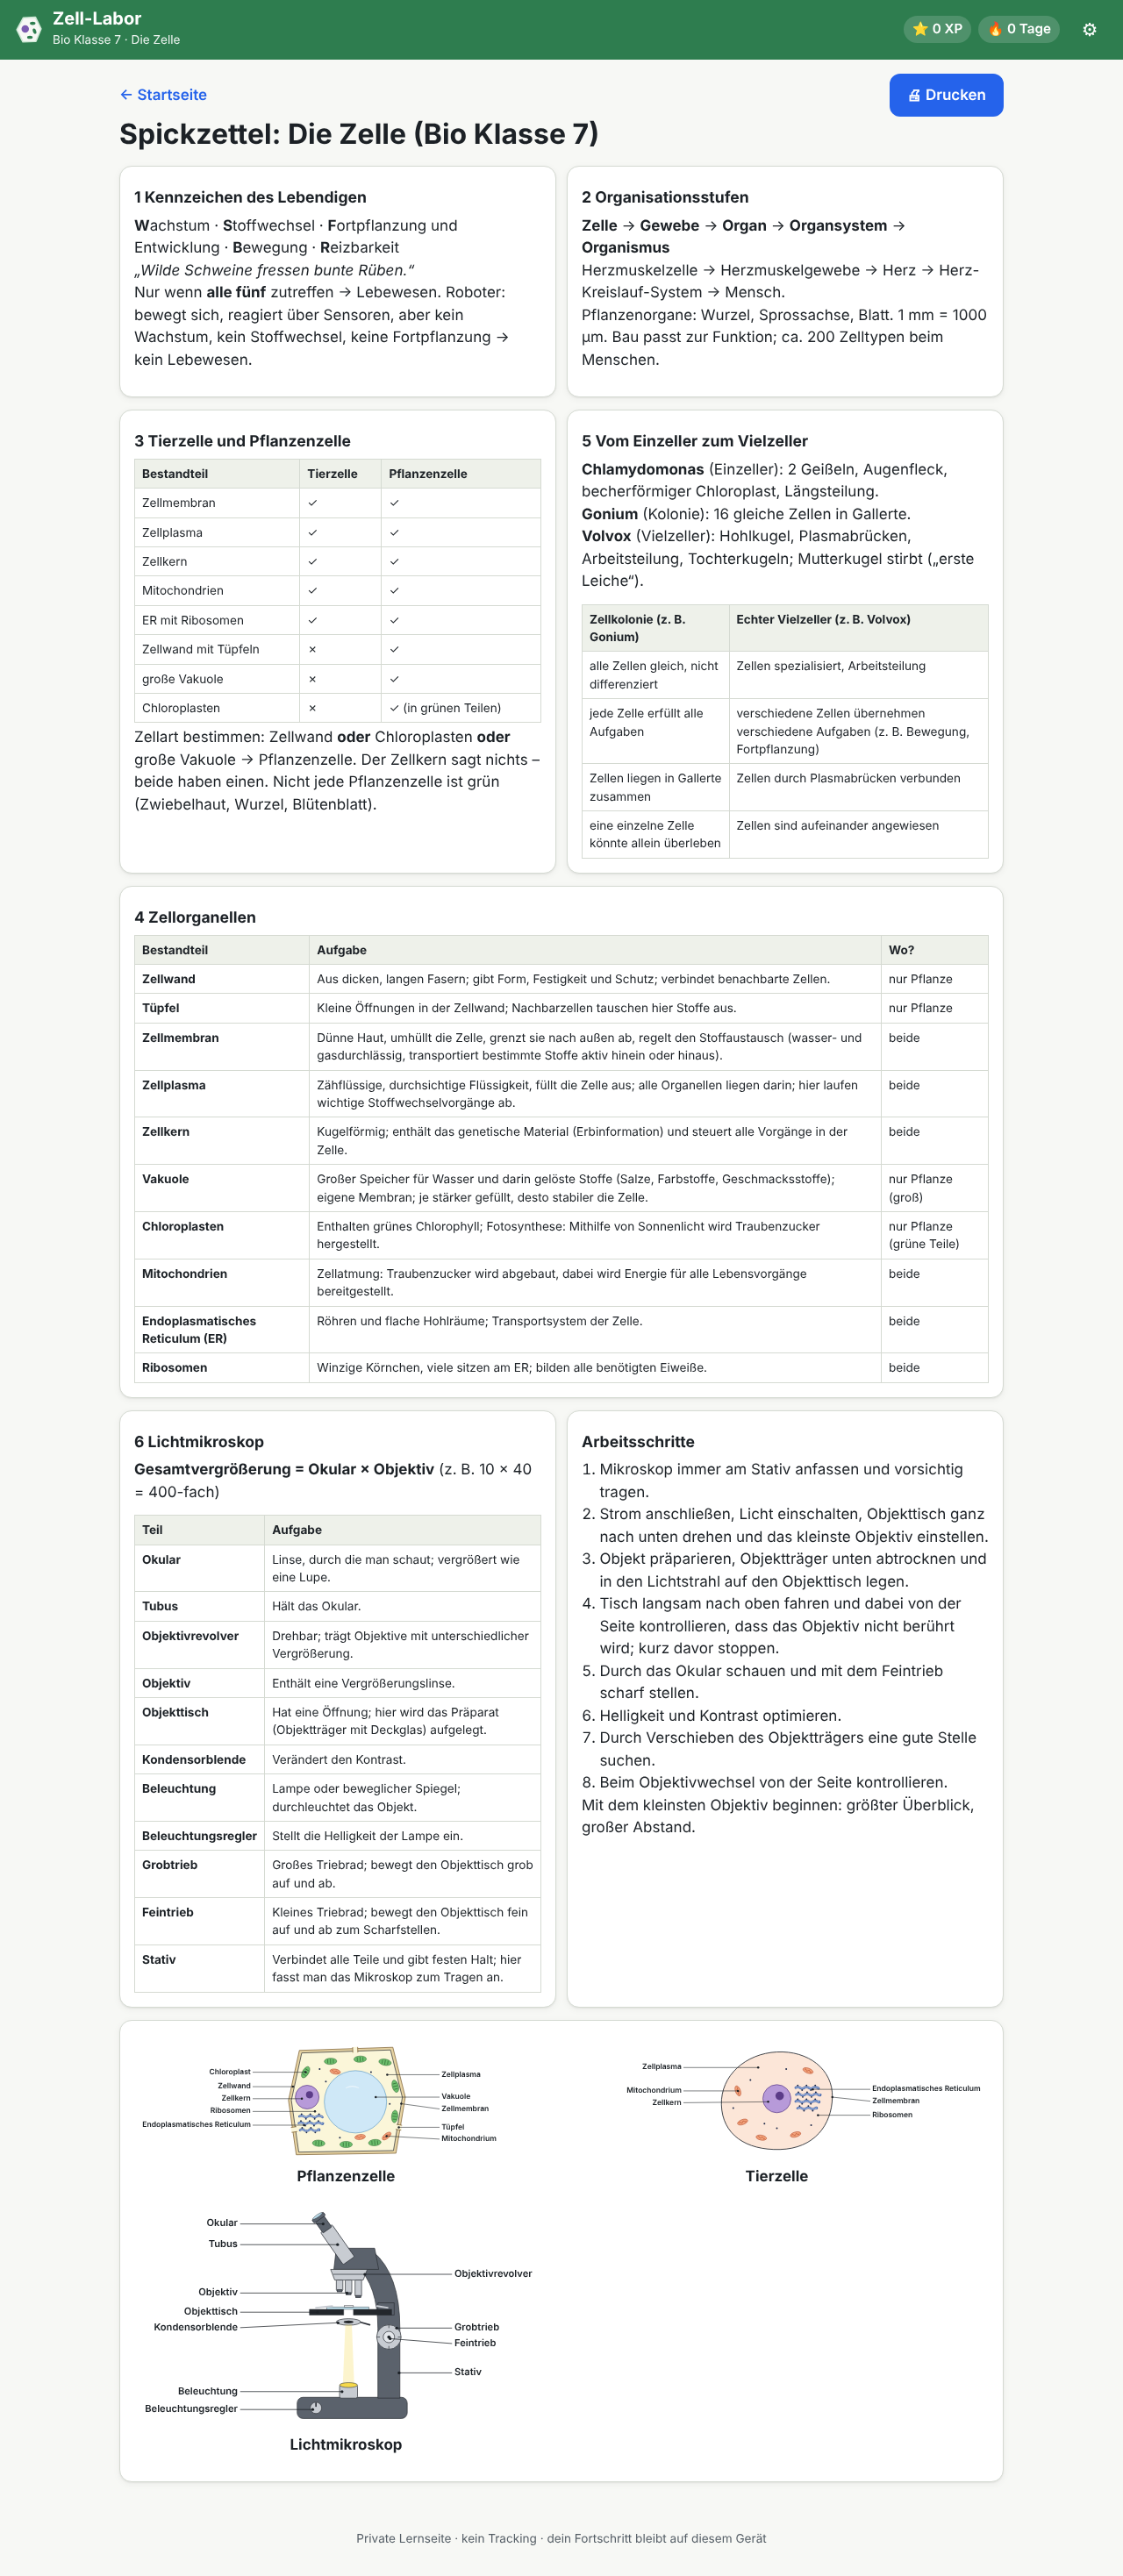 Zell-Labor
Bio Klasse 7 · Die Zelle
⭐ 0 XP
🔥 0 Tage
⚙
← Startseite
🖨 Drucken
Spickzettel: Die Zelle (Bio Klasse 7)
1 Kennzeichen des Lebendigen
Wachstum · Stoffwechsel · Fortpflanzung und
Entwicklung · Bewegung · Reizbarkeit
„Wilde Schweine fressen bunte Rüben.“
Nur wenn alle fünf zutreffen → Lebewesen. Roboter:
bewegt sich, reagiert über Sensoren, aber kein
Wachstum, kein Stoffwechsel, keine Fortpflanzung →
kein Lebewesen.
2 Organisationsstufen
Zelle → Gewebe → Organ → Organsystem →
Organismus
Herzmuskelzelle → Herzmuskelgewebe → Herz → Herz-
Kreislauf-System → Mensch.
Pflanzenorgane: Wurzel, Sprossachse, Blatt. 1 mm = 1000
µm. Bau passt zur Funktion; ca. 200 Zelltypen beim
Menschen.
3 Tierzelle und Pflanzenzelle
Bestandteil Tierzelle Pflanzenzelle
Zellmembran ✓ ✓
Zellplasma ✓ ✓
Zellkern ✓ ✓
Mitochondrien ✓ ✓
ER mit Ribosomen ✓ ✓
Zellwand mit Tüpfeln × ✓
große Vakuole × ✓
Chloroplasten × ✓ (in grünen Teilen)
Zellart bestimmen: Zellwand oder Chloroplasten oder
große Vakuole → Pflanzenzelle. Der Zellkern sagt nichts –
beide haben einen. Nicht jede Pflanzenzelle ist grün
(Zwiebelhaut, Wurzel, Blütenblatt).
5 Vom Einzeller zum Vielzeller
Chlamydomonas (Einzeller): 2 Geißeln, Augenfleck,
becherförmiger Chloroplast, Längsteilung.
Gonium (Kolonie): 16 gleiche Zellen in Gallerte.
Volvox (Vielzeller): Hohlkugel, Plasmabrücken,
Arbeitsteilung, Tochterkugeln; Mutterkugel stirbt („erste
Leiche“).
Zellkolonie (z. B. Echter Vielzeller (z. B. Volvox)
Gonium)
alle Zellen gleich, nicht Zellen spezialisiert, Arbeitsteilung
differenziert
jede Zelle erfüllt alle verschiedene Zellen übernehmen
Aufgaben verschiedene Aufgaben (z. B. Bewegung,
Fortpflanzung)
Zellen liegen in Gallerte Zellen durch Plasmabrücken verbunden
zusammen
eine einzelne Zelle Zellen sind aufeinander angewiesen
könnte allein überleben
4 Zellorganellen
Bestandteil Aufgabe Wo?
Zellwand Aus dicken, langen Fasern; gibt Form, Festigkeit und Schutz; verbindet benachbarte Zellen. nur Pflanze
Tüpfel Kleine Öffnungen in der Zellwand; Nachbarzellen tauschen hier Stoffe aus. nur Pflanze
Zellmembran Dünne Haut, umhüllt die Zelle, grenzt sie nach außen ab, regelt den Stoffaustausch (wasser- und beide
gasdurchlässig, transportiert bestimmte Stoffe aktiv hinein oder hinaus).
Zellplasma Zähflüssige, durchsichtige Flüssigkeit, füllt die Zelle aus; alle Organellen liegen darin; hier laufen beide
wichtige Stoffwechselvorgänge ab.
Zellkern Kugelförmig; enthält das genetische Material (Erbinformation) und steuert alle Vorgänge in der beide
Zelle.
Vakuole Großer Speicher für Wasser und darin gelöste Stoffe (Salze, Farbstoffe, Geschmacksstoffe); nur Pflanze
eigene Membran; je stärker gefüllt, desto stabiler die Zelle. (groß)
Chloroplasten Enthalten grünes Chlorophyll; Fotosynthese: Mithilfe von Sonnenlicht wird Traubenzucker nur Pflanze
hergestellt. (grüne Teile)
Mitochondrien Zellatmung: Traubenzucker wird abgebaut, dabei wird Energie für alle Lebensvorgänge beide
bereitgestellt.
Endoplasmatisches Röhren und flache Hohlräume; Transportsystem der Zelle. beide
Reticulum (ER)
Ribosomen Winzige Körnchen, viele sitzen am ER; bilden alle benötigten Eiweiße. beide
6 Lichtmikroskop
Gesamtvergrößerung = Okular × Objektiv (z. B. 10 × 40
= 400-fach)
Teil Aufgabe
Okular Linse, durch die man schaut; vergrößert wie
eine Lupe.
Tubus Hält das Okular.
Objektivrevolver Drehbar; trägt Objektive mit unterschiedlicher
Vergrößerung.
Objektiv Enthält eine Vergrößerungslinse.
Objekttisch Hat eine Öffnung; hier wird das Präparat
(Objektträger mit Deckglas) aufgelegt.
Kondensorblende Verändert den Kontrast.
Beleuchtung Lampe oder beweglicher Spiegel;
durchleuchtet das Objekt.
Beleuchtungsregler Stellt die Helligkeit der Lampe ein.
Grobtrieb Großes Triebrad; bewegt den Objekttisch grob
auf und ab.
Feintrieb Kleines Triebrad; bewegt den Objekttisch fein
auf und ab zum Scharfstellen.
Stativ Verbindet alle Teile und gibt festen Halt; hier
fasst man das Mikroskop zum Tragen an.
Arbeitsschritte
1. Mikroskop immer am Stativ anfassen und vorsichtig
tragen.
2. Strom anschließen, Licht einschalten, Objekttisch ganz
nach unten drehen und das kleinste Objektiv einstellen.
3. Objekt präparieren, Objektträger unten abtrocknen und
in den Lichtstrahl auf den Objekttisch legen.
4. Tisch langsam nach oben fahren und dabei von der
Seite kontrollieren, dass das Objektiv nicht berührt
wird; kurz davor stoppen.
5. Durch das Okular schauen und mit dem Feintrieb
scharf stellen.
6. Helligkeit und Kontrast optimieren.
7. Durch Verschieben des Objektträgers eine gute Stelle
suchen.
8. Beim Objektivwechsel von der Seite kontrollieren.
Mit dem kleinsten Objektiv beginnen: größter Überblick,
großer Abstand.
Chloroplast
Zellwand
Zellkern
Ribosomen
Endoplasmatisches Reticulum
Zellplasma
Vakuole
Zellmembran
Tüpfel
Mitochondrium
Pflanzenzelle
Zellplasma
Mitochondrium
Zellkern
Endoplasmatisches Reticulum
Zellmembran
Ribosomen
Tierzelle
Okular
Tubus
Objektiv
Objekttisch
Kondensorblende
Beleuchtung
Beleuchtungsregler
Objektivrevolver
Grobtrieb
Feintrieb
Stativ
Lichtmikroskop
Private Lernseite · kein Tracking · dein Fortschritt bleibt auf diesem Gerät